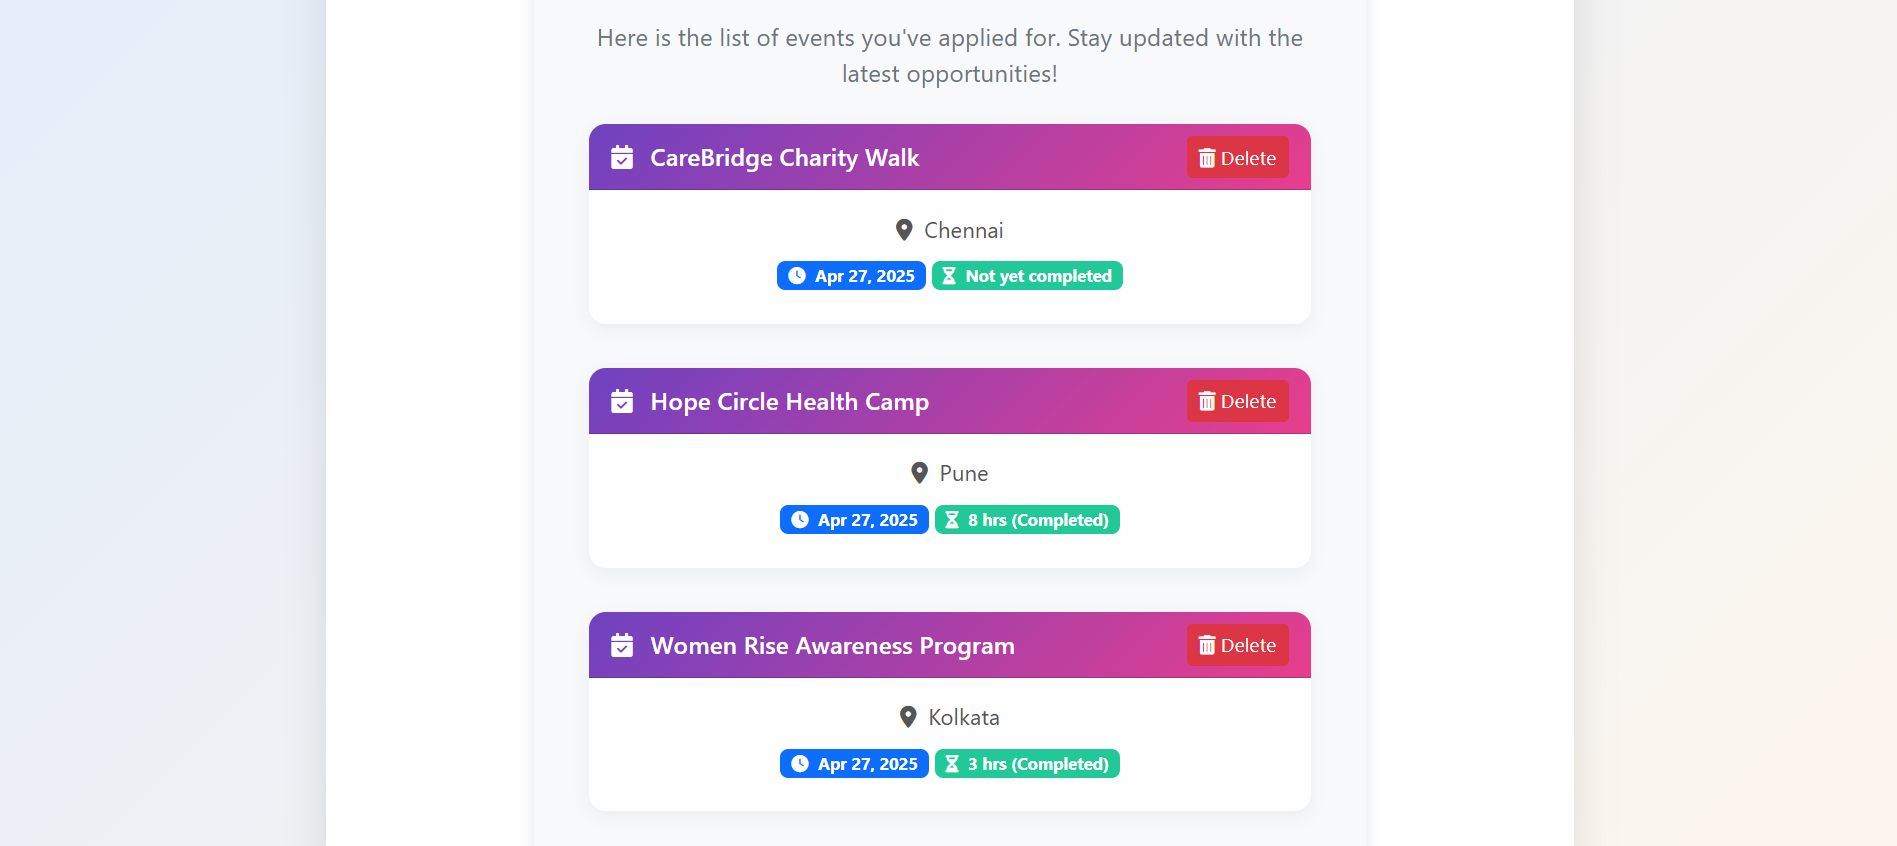 Here is the list of events you've applied for. Stay updated with the
latest opportunities!
CareBridge Charity Walk
Delete
Chennai
Apr 27, 2025
Not yet completed
Hope Circle Health Camp
Delete
Pune
Apr 27, 2025
8 hrs (Completed)
Women Rise Awareness Program
Delete
Kolkata
Apr 27, 2025
3 hrs (Completed)